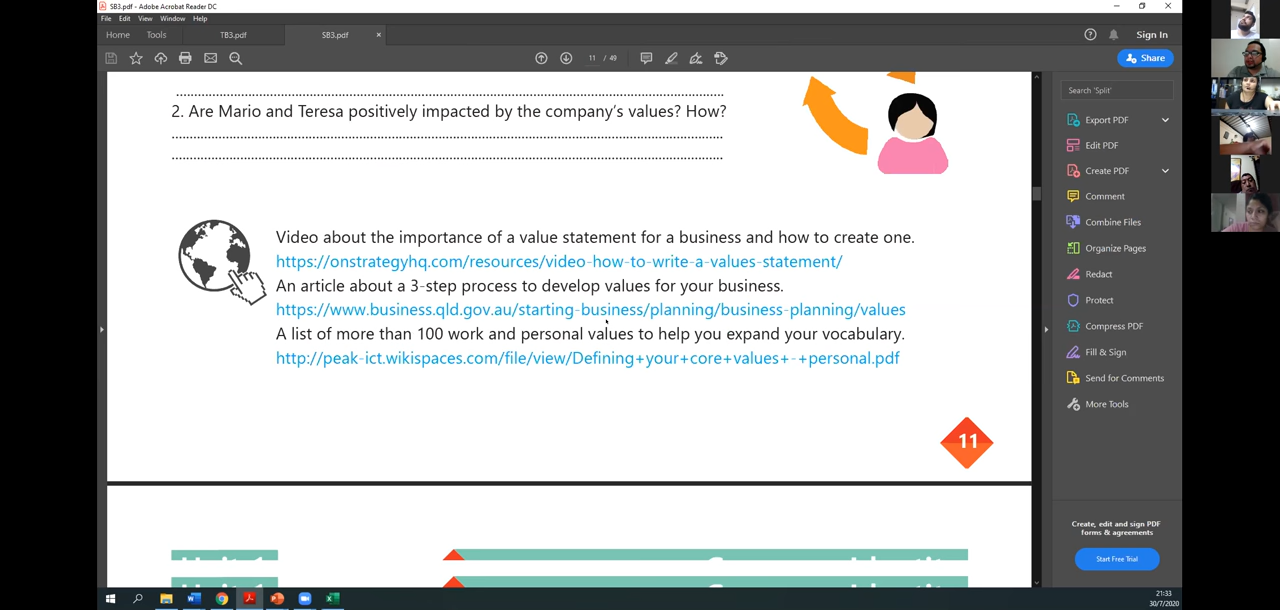 SB3.pdf - Adobe Acrobat Reader DC
File Edit View Window Help
Home Tools TB3.pdf SB3.pdf ×
Sign In
11 / 49
Share
2. Are Mario and Teresa positively impacted by the company's values? How?
Video about the importance of a value statement for a business and how to create one.
https://onstrategyhq.com/resources/video-how-to-write-a-values-statement/
An article about a 3-step process to develop values for your business.
https://www.business.qld.gov.au/starting-business/planning/business-planning/values
A list of more than 100 work and personal values to help you expand your vocabulary.
http://peak-ict.wikispaces.com/file/view/Defining+your+core+values+-+personal.pdf
11
Unit 1
Search 'Split'
Export PDF
Edit PDF
Create PDF
Comment
Combine Files
Organize Pages
Redact
Protect
Compress PDF
Fill & Sign
Send for Comments
More Tools
Create, edit and sign PDF
forms & agreements
Start Free Trial
21:33
30/7/2020